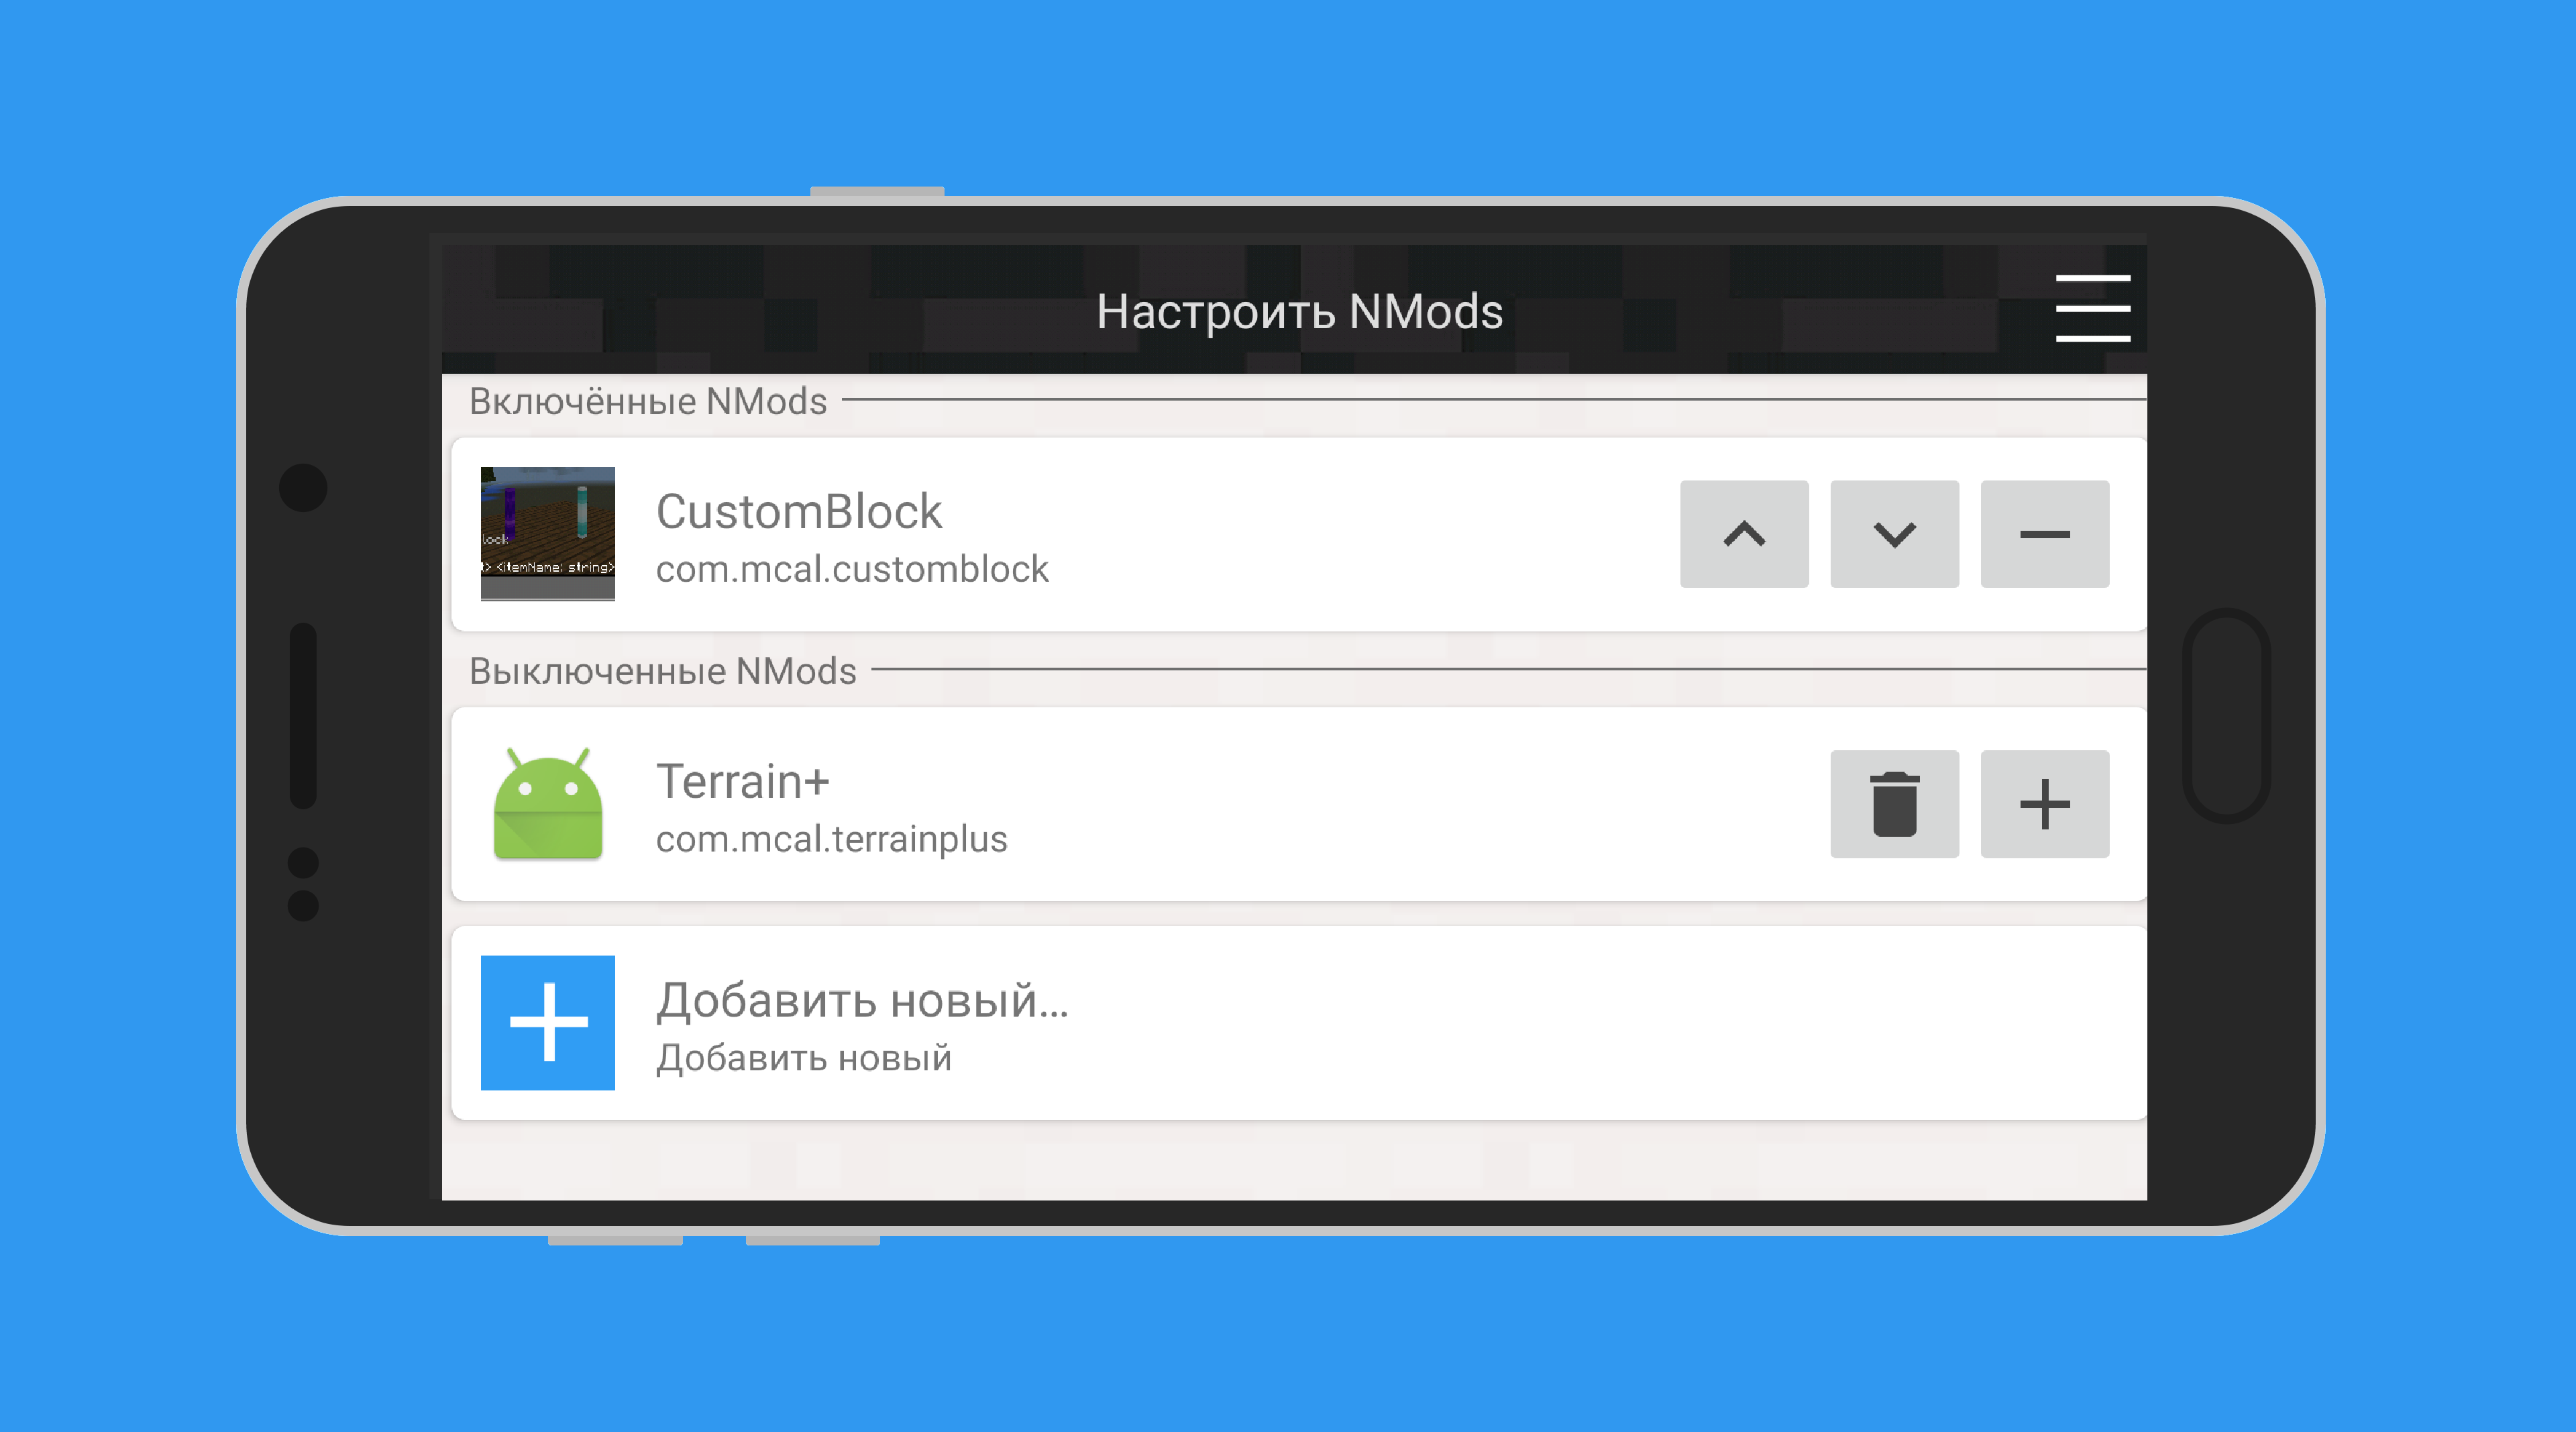 Настроить NMods
Включённые NMods
lock
> <itemName: string>
CustomBlock
com.mcal.customblock
Выключенные NMods
Terrain+
com.mcal.terrainplus
Добавить новый...
Добавить новый